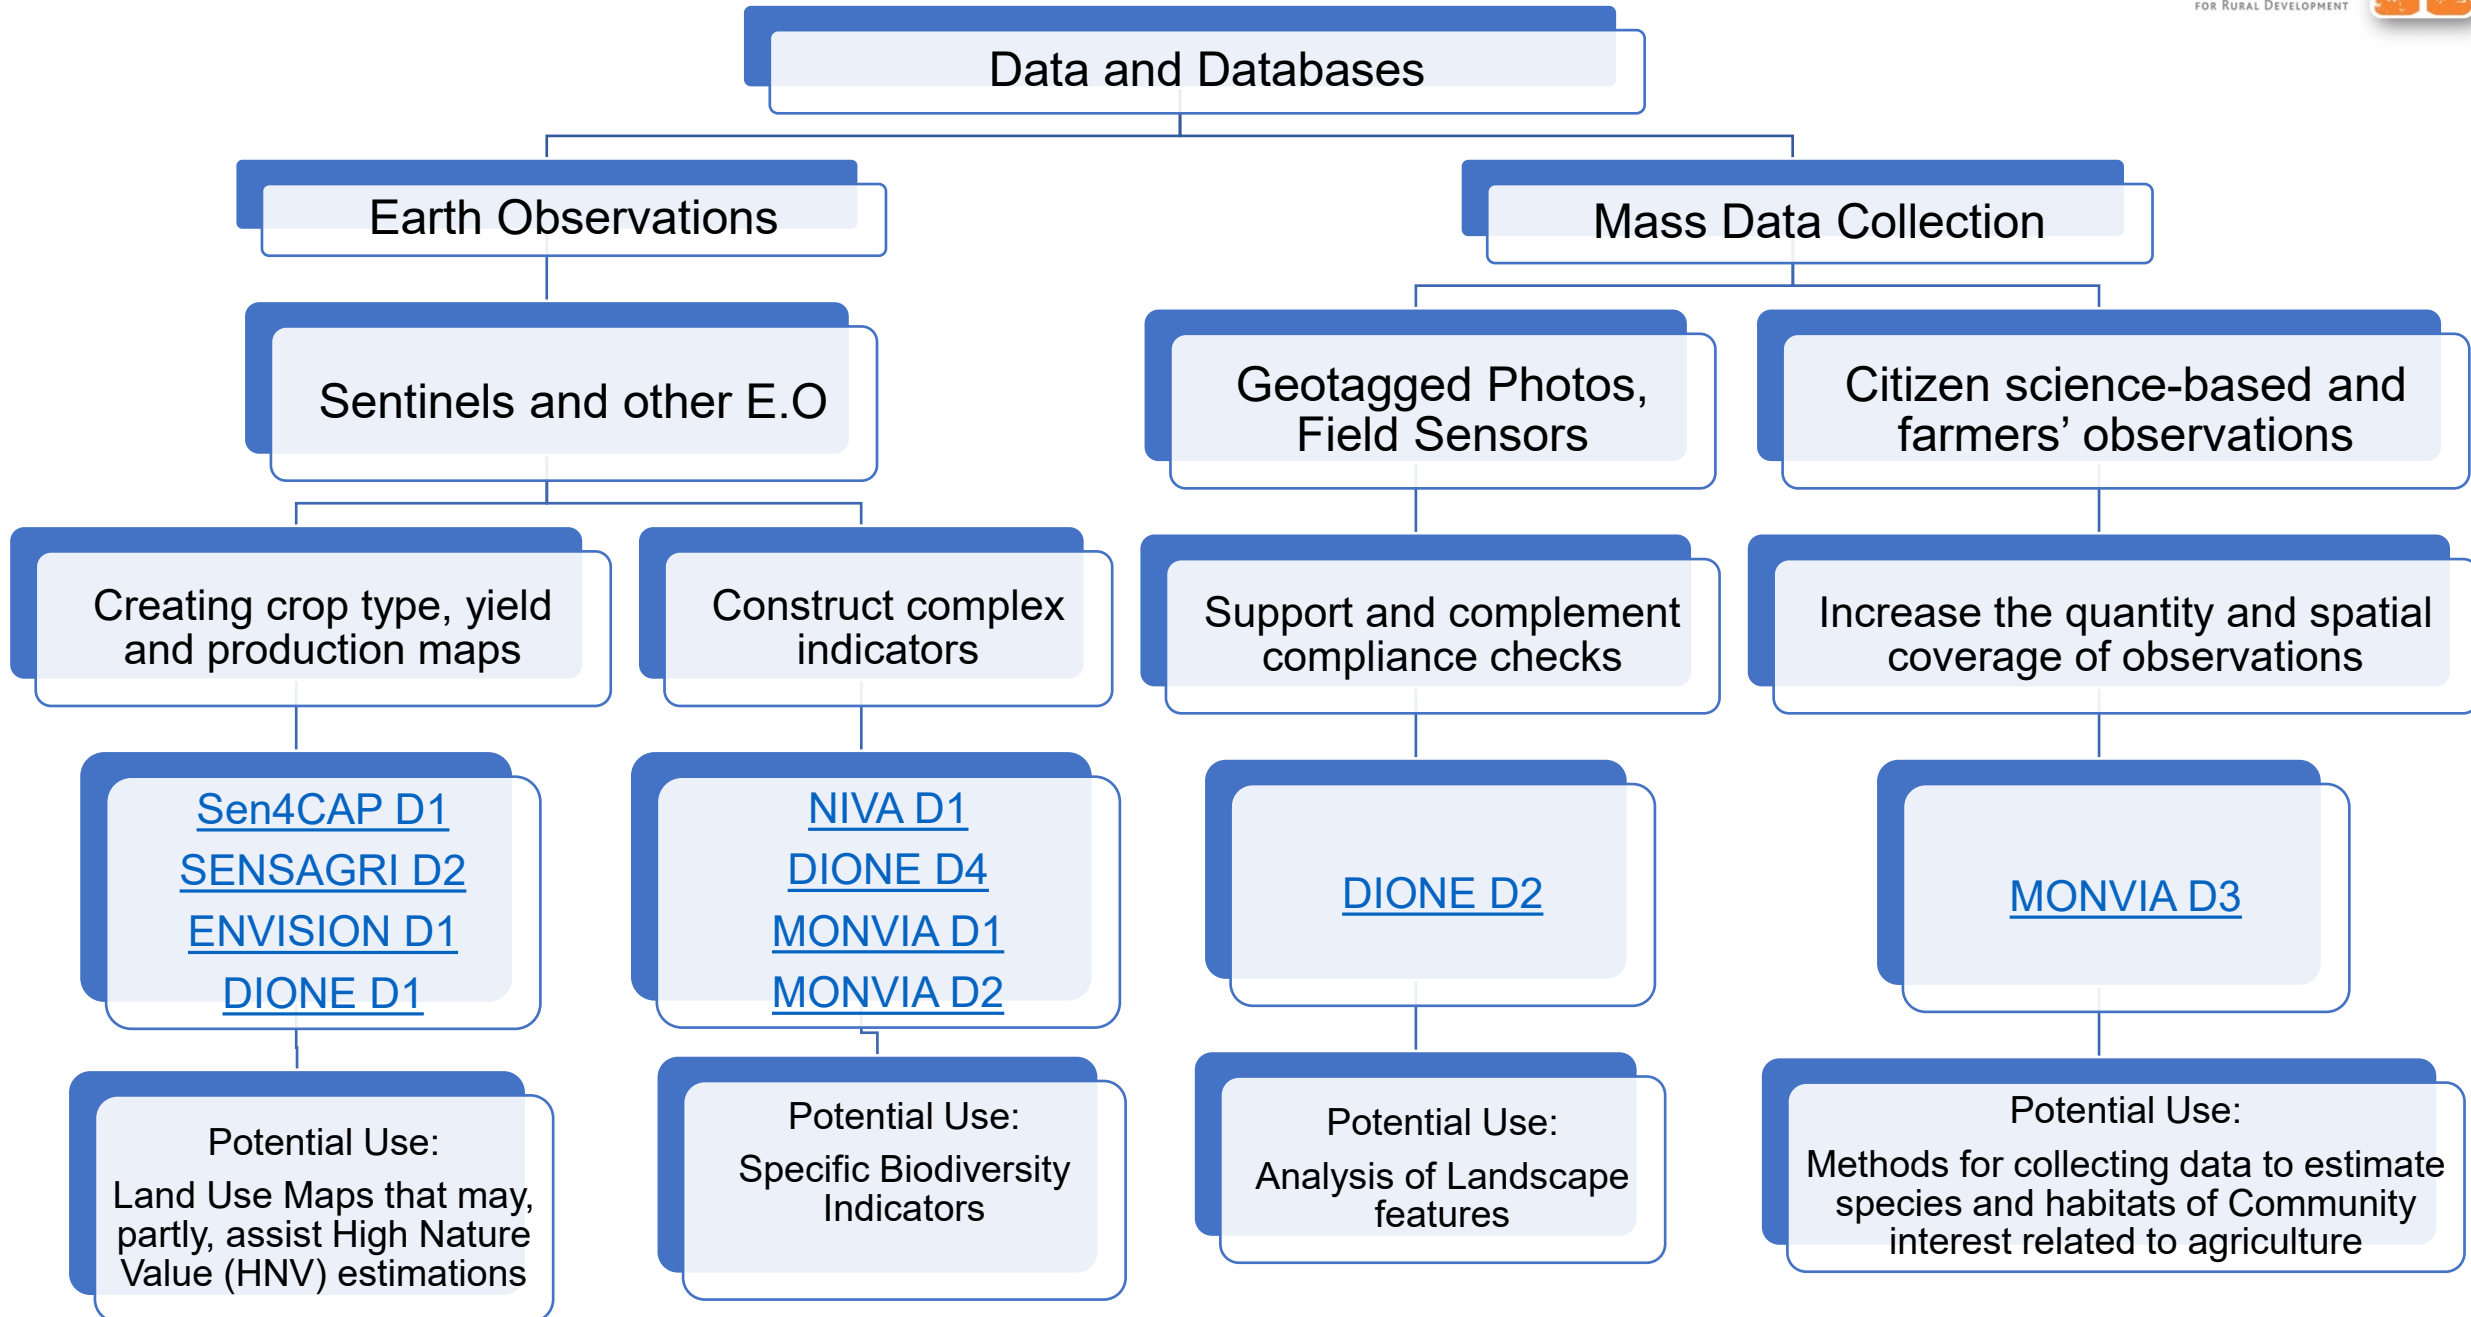 FOR RURAL DEVELOPMENT
Data and Databases
Earth Observations
Mass Data Collection
Sentinels and other E.O
Geotagged Photos,
Field Sensors
Citizen science-based and
farmers’ observations
Creating crop type, yield
and production maps
Construct complex
indicators
Support and complement
compliance checks
Increase the quantity and spatial
coverage of observations
Sen4CAP D1
SENSAGRI D2
ENVISION D1
DIONE D1
NIVA D1
DIONE D4
MONVIA D1
MONVIA D2
DIONE D2
MONVIA D3
Potential Use:
Land Use Maps that may,
partly, assist High Nature
Value (HNV) estimations
Potential Use:
Specific Biodiversity
Indicators
Potential Use:
Analysis of Landscape
features
Potential Use:
Methods for collecting data to estimate
species and habitats of Community
interest related to agriculture